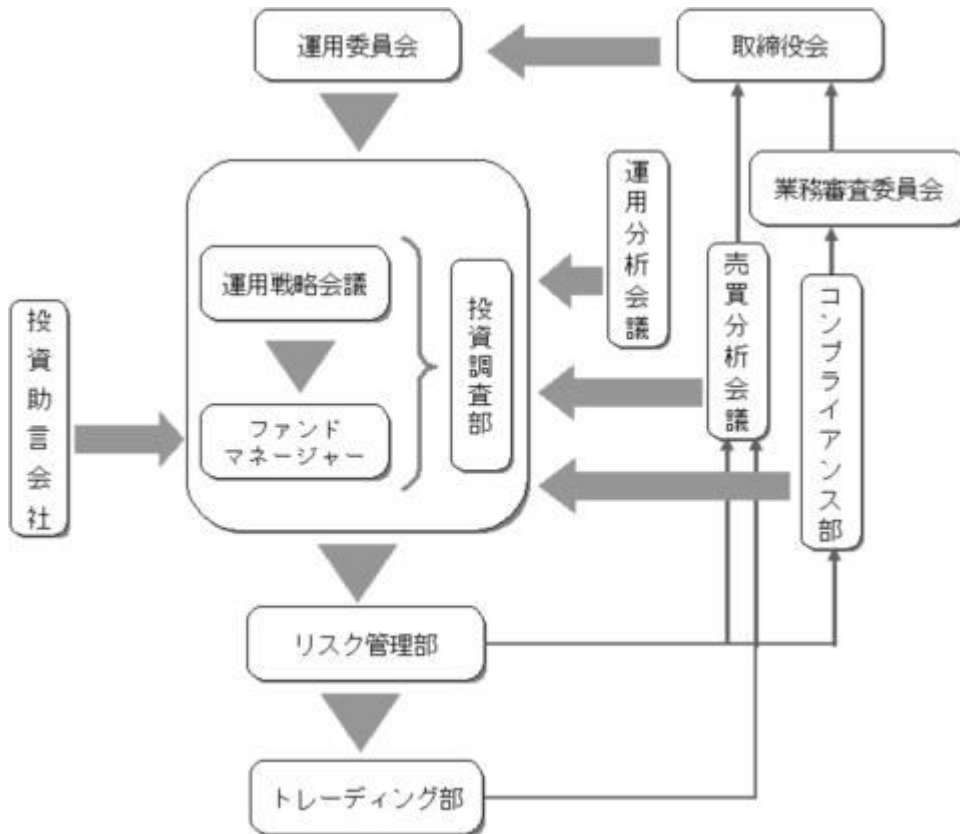 運用委員会
取締役会
業務審査委員会
運用分析会議
売買分析会議
コンプライアンス部
運用戦略会議
投資調査部
ファンド
マネージャー
投資助言会社
リスク管理部
トレーディング部